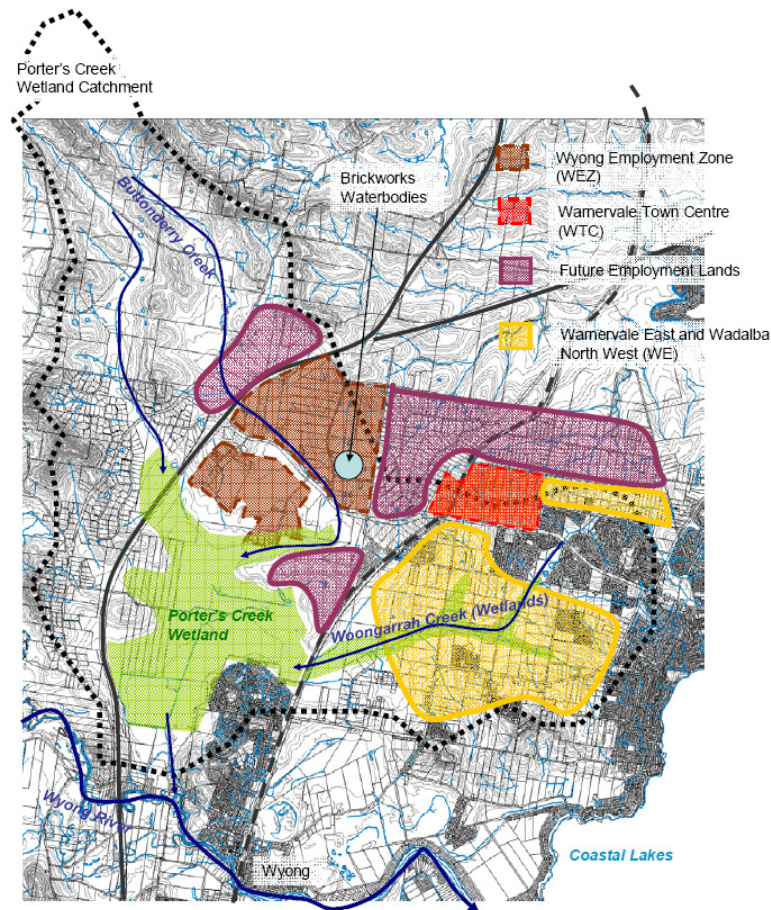 Porter's Creek
Wetland Catchment
Buttonderry Creek
Brickworks
Waterbodies
Wyong Employment Zone
(WEZ)
Warnervale Town Centre
(WTC)
Future Employment Lands
Warnervale East and Wadalba
North West (WE)
Porter's Creek
Wetland
Woongarrah Creek (Wetlands)
Wyong River
Wyong
Coastal Lakes